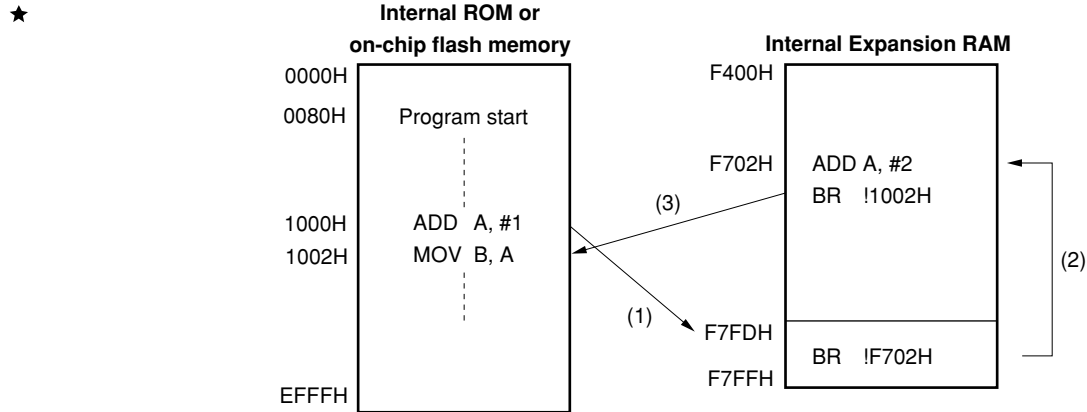 ★
Internal ROM or
on-chip flash memory
0000H
0080H
Program start
1000H
ADD A, #1
1002H
MOV B, A
EFFFH
(1)
(3)
Internal Expansion RAM
F400H
F702H
ADD A, #2
BR !1002H
(2)
F7FDH
BR !F702H
F7FFH